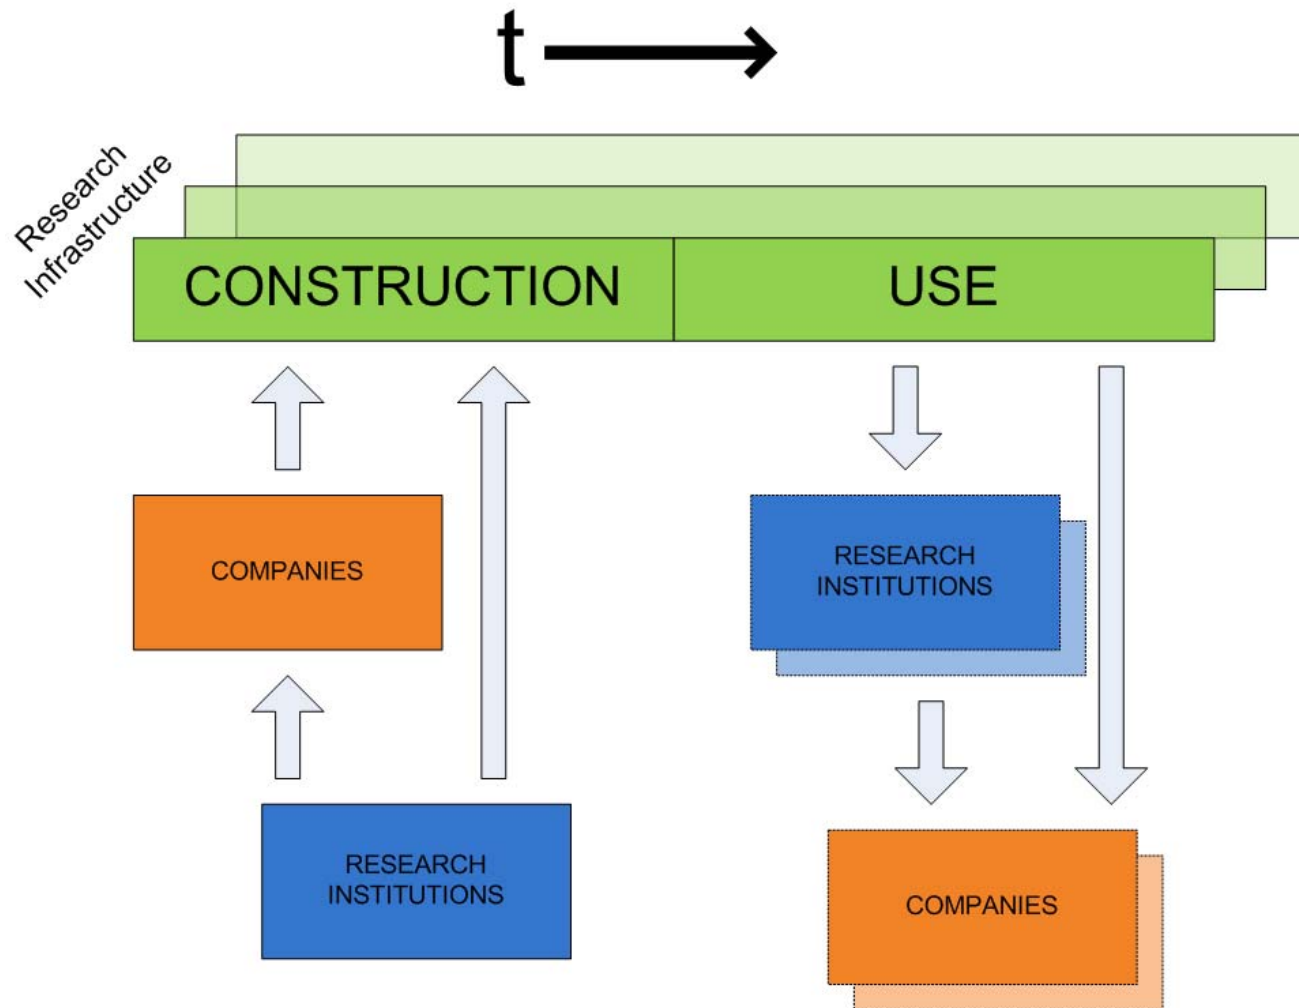 t
Research
Infrastructure
CONSTRUCTION
USE
COMPANIES
RESEARCH
INSTITUTIONS
RESEARCH
INSTITUTIONS
COMPANIES